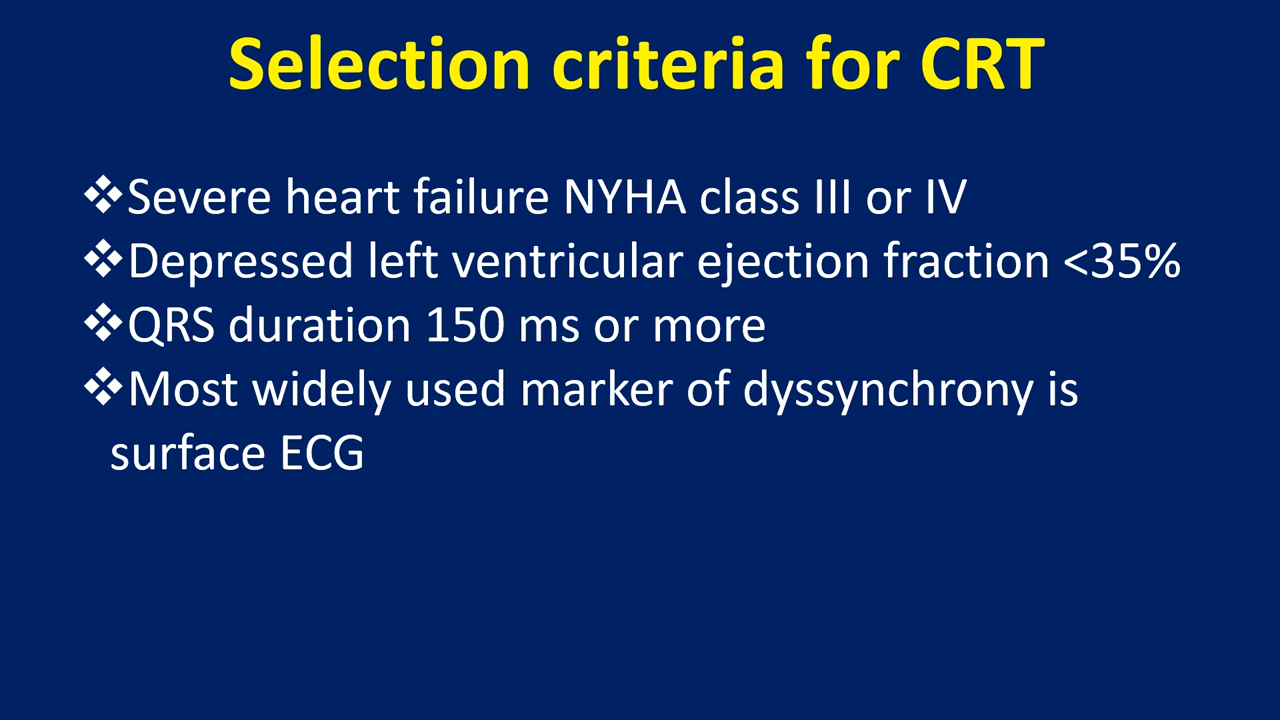 Selection criteria for CRT
❖Severe heart failure NYHA class III or IV
❖Depressed left ventricular ejection fraction <35%
❖QRS duration 150 ms or more
❖Most widely used marker of dyssynchrony is
surface ECG